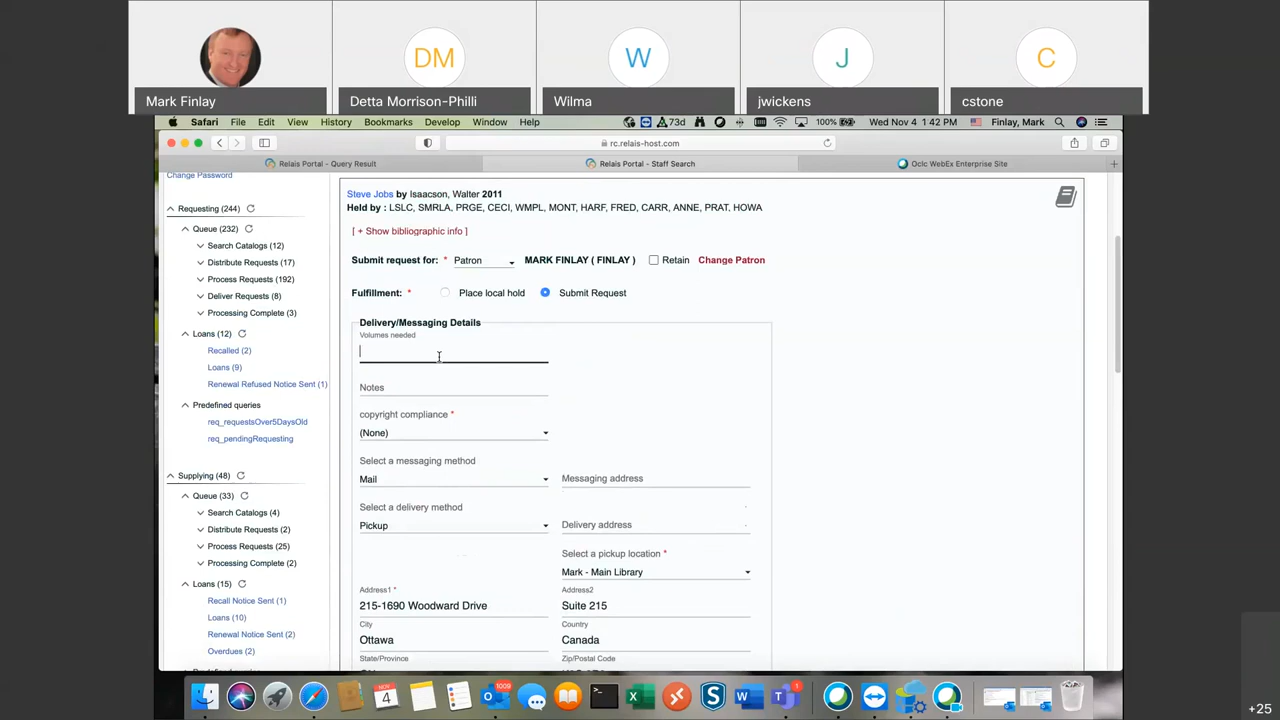 DM
W
J
C
Mark Finlay
Detta Morrison-Philli
Wilma
jwickens
cstone
Safari File Edit View History Bookmarks Develop Window Help
73d
100%
Wed Nov 4 1:42 PM
Finlay, Mark
rc.relais-host.com
Relais Portal - Query Result
Relais Portal - Staff Search
Oclc WebEx Enterprise Site
Change Password
Requesting (244)
Queue (232)
Search Catalogs (12)
Distribute Requests (17)
Process Requests (192)
Deliver Requests (8)
Processing Complete (3)
Loans (12)
Recalled (2)
Loans (9)
Renewal Refused Notice Sent (1)
Predefined queries
req_requestsOver5DaysOld
req_pendingRequesting
Supplying (48)
Queue (33)
Search Catalogs (4)
Distribute Requests (2)
Process Requests (25)
Processing Complete (2)
Loans (15)
Recall Notice Sent (1)
Loans (10)
Renewal Notice Sent (2)
Overdues (2)
Steve Jobs by Isaacson, Walter 2011
Held by : LSLC, SMRLA, PRGE, CECI, WMPL, MONT, HARF, FRED, CARR, ANNE, PRAT, HOWA
[ + Show bibliographic info ]
Submit request for: * Patron MARK FINLAY ( FINLAY ) Retain Change Patron
Fulfillment: * Place local hold Submit Request
Delivery/Messaging Details
Volumes needed
Notes
copyright compliance *
(None)
Select a messaging method
Mail Messaging address
Select a delivery method
Pickup Delivery address
Select a pickup location *
Mark - Main Library
Address1 * Address2
215-1690 Woodward Drive Suite 215
City Country
Ottawa Canada
State/Province Zip/Postal Code
NOV
4
1009
1
+25